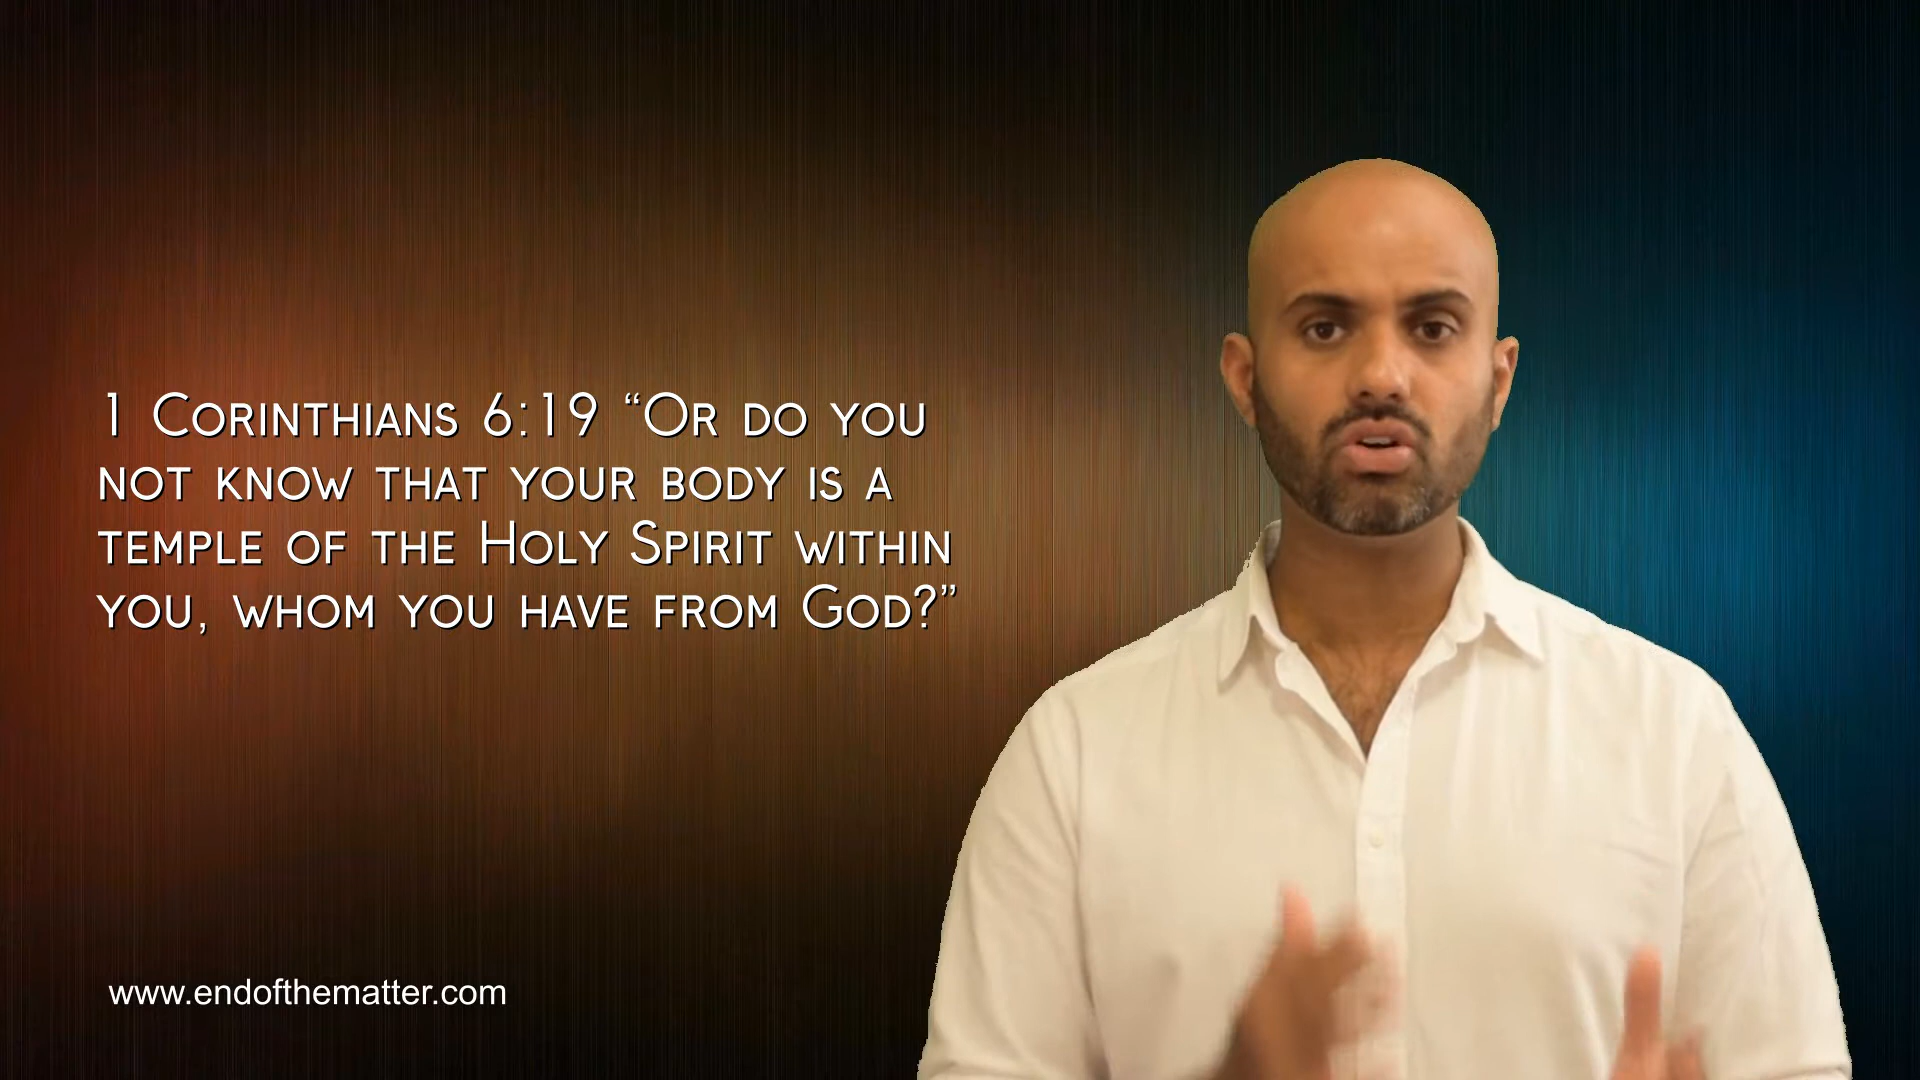 1 Corinthians 6:19 “Or do you
not know that your body is a
temple of the Holy Spirit within
you, whom you have from God?”
www.endofthematter.com